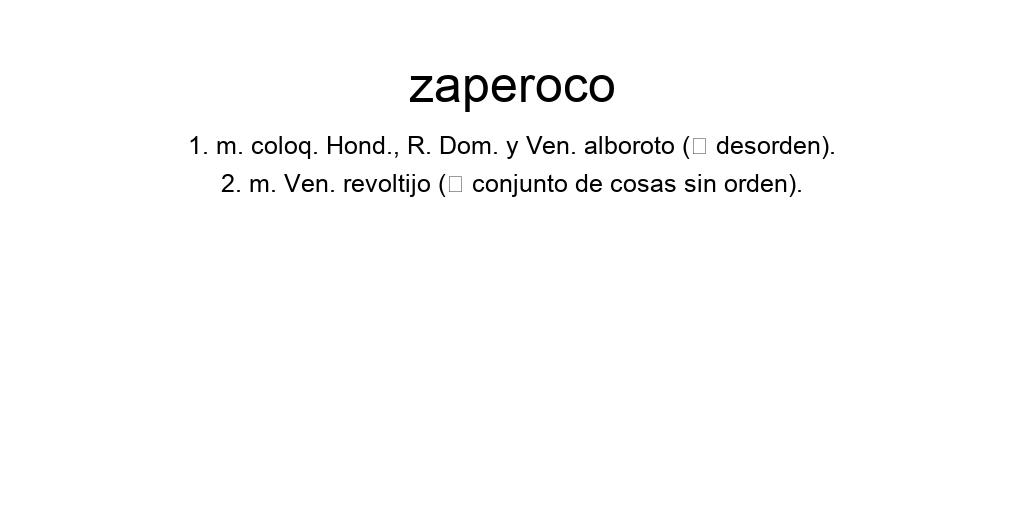 zaperoco
1. m. coloq. Hond., R. Dom. y Ven. alboroto (▯ desorden).
2. m. Ven. revoltijo (▯ conjunto de cosas sin orden).